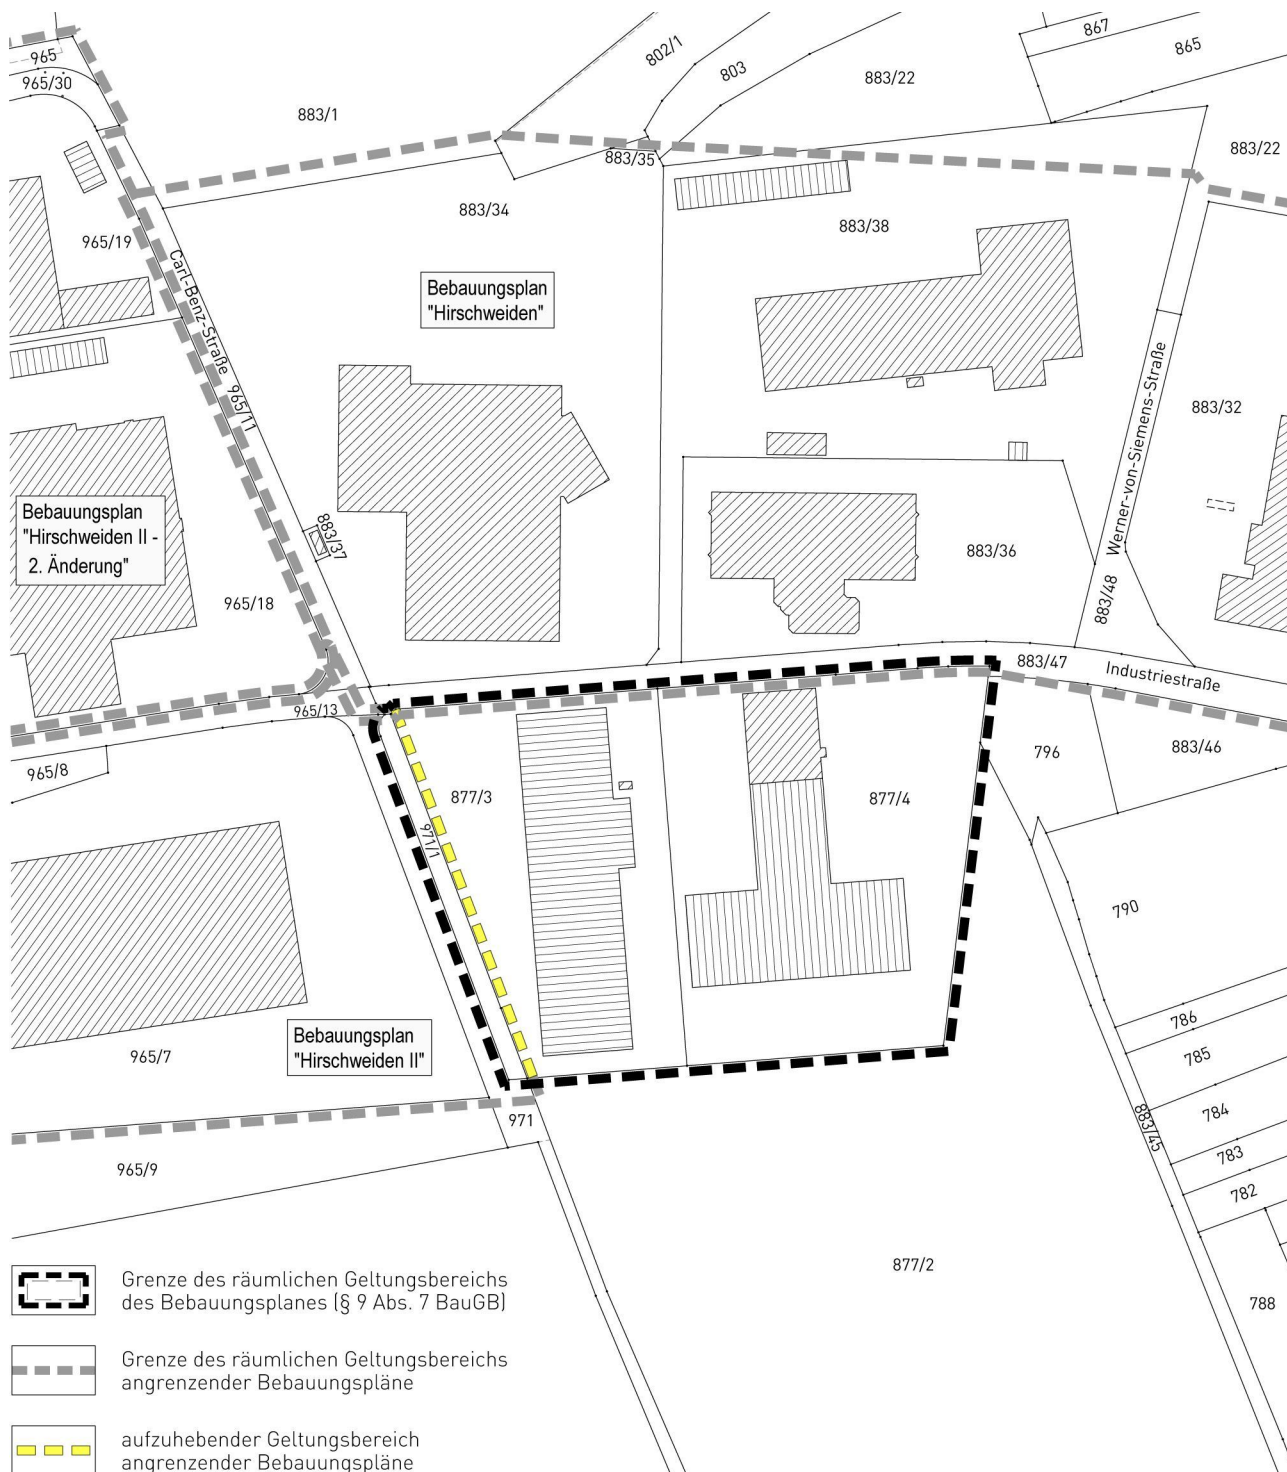 867
802/1
865
965
803
965/30
883/22
883/1
883/35
883/22
883/34
883/38
965/19
Carl-Benz-Straße
Bebauungsplan
"Hirschweiden"
965/11
883/32
Werner-von-Siemens-Straße
Bebauungsplan
"Hirschweiden II -
2. Änderung"
883/37
883/36
965/18
883/48
883/47
Industriestraße
965/13
883/46
796
965/8
877/3
877/4
971/1
790
786
Bebauungsplan
"Hirschweiden II"
965/7
785
784
971
883/45
783
965/9
782
877/2
788
Grenze des räumlichen Geltungsbereichs
des Bebauungsplanes (§ 9 Abs. 7 BauGB)
Grenze des räumlichen Geltungsbereichs
angrenzender Bebauungspläne
aufzuhebender Geltungsbereich
angrenzender Bebauungspläne